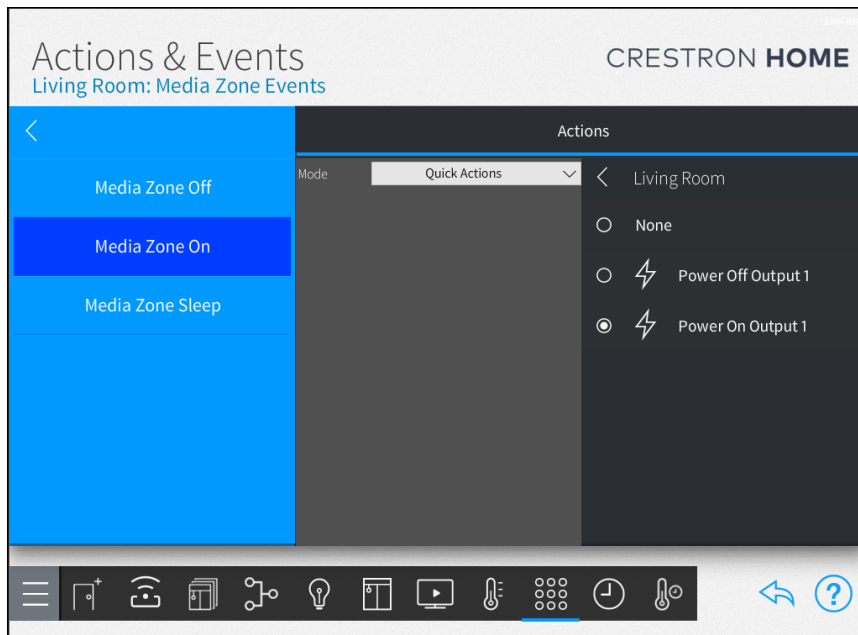 Actions & Events
CRESTRON HOME
Living Room: Media Zone Events
Actions
Media Zone Off
Media Zone On
Media Zone Sleep
Mode
Quick Actions
Living Room
None
Power Off Output 1
Power On Output 1
?